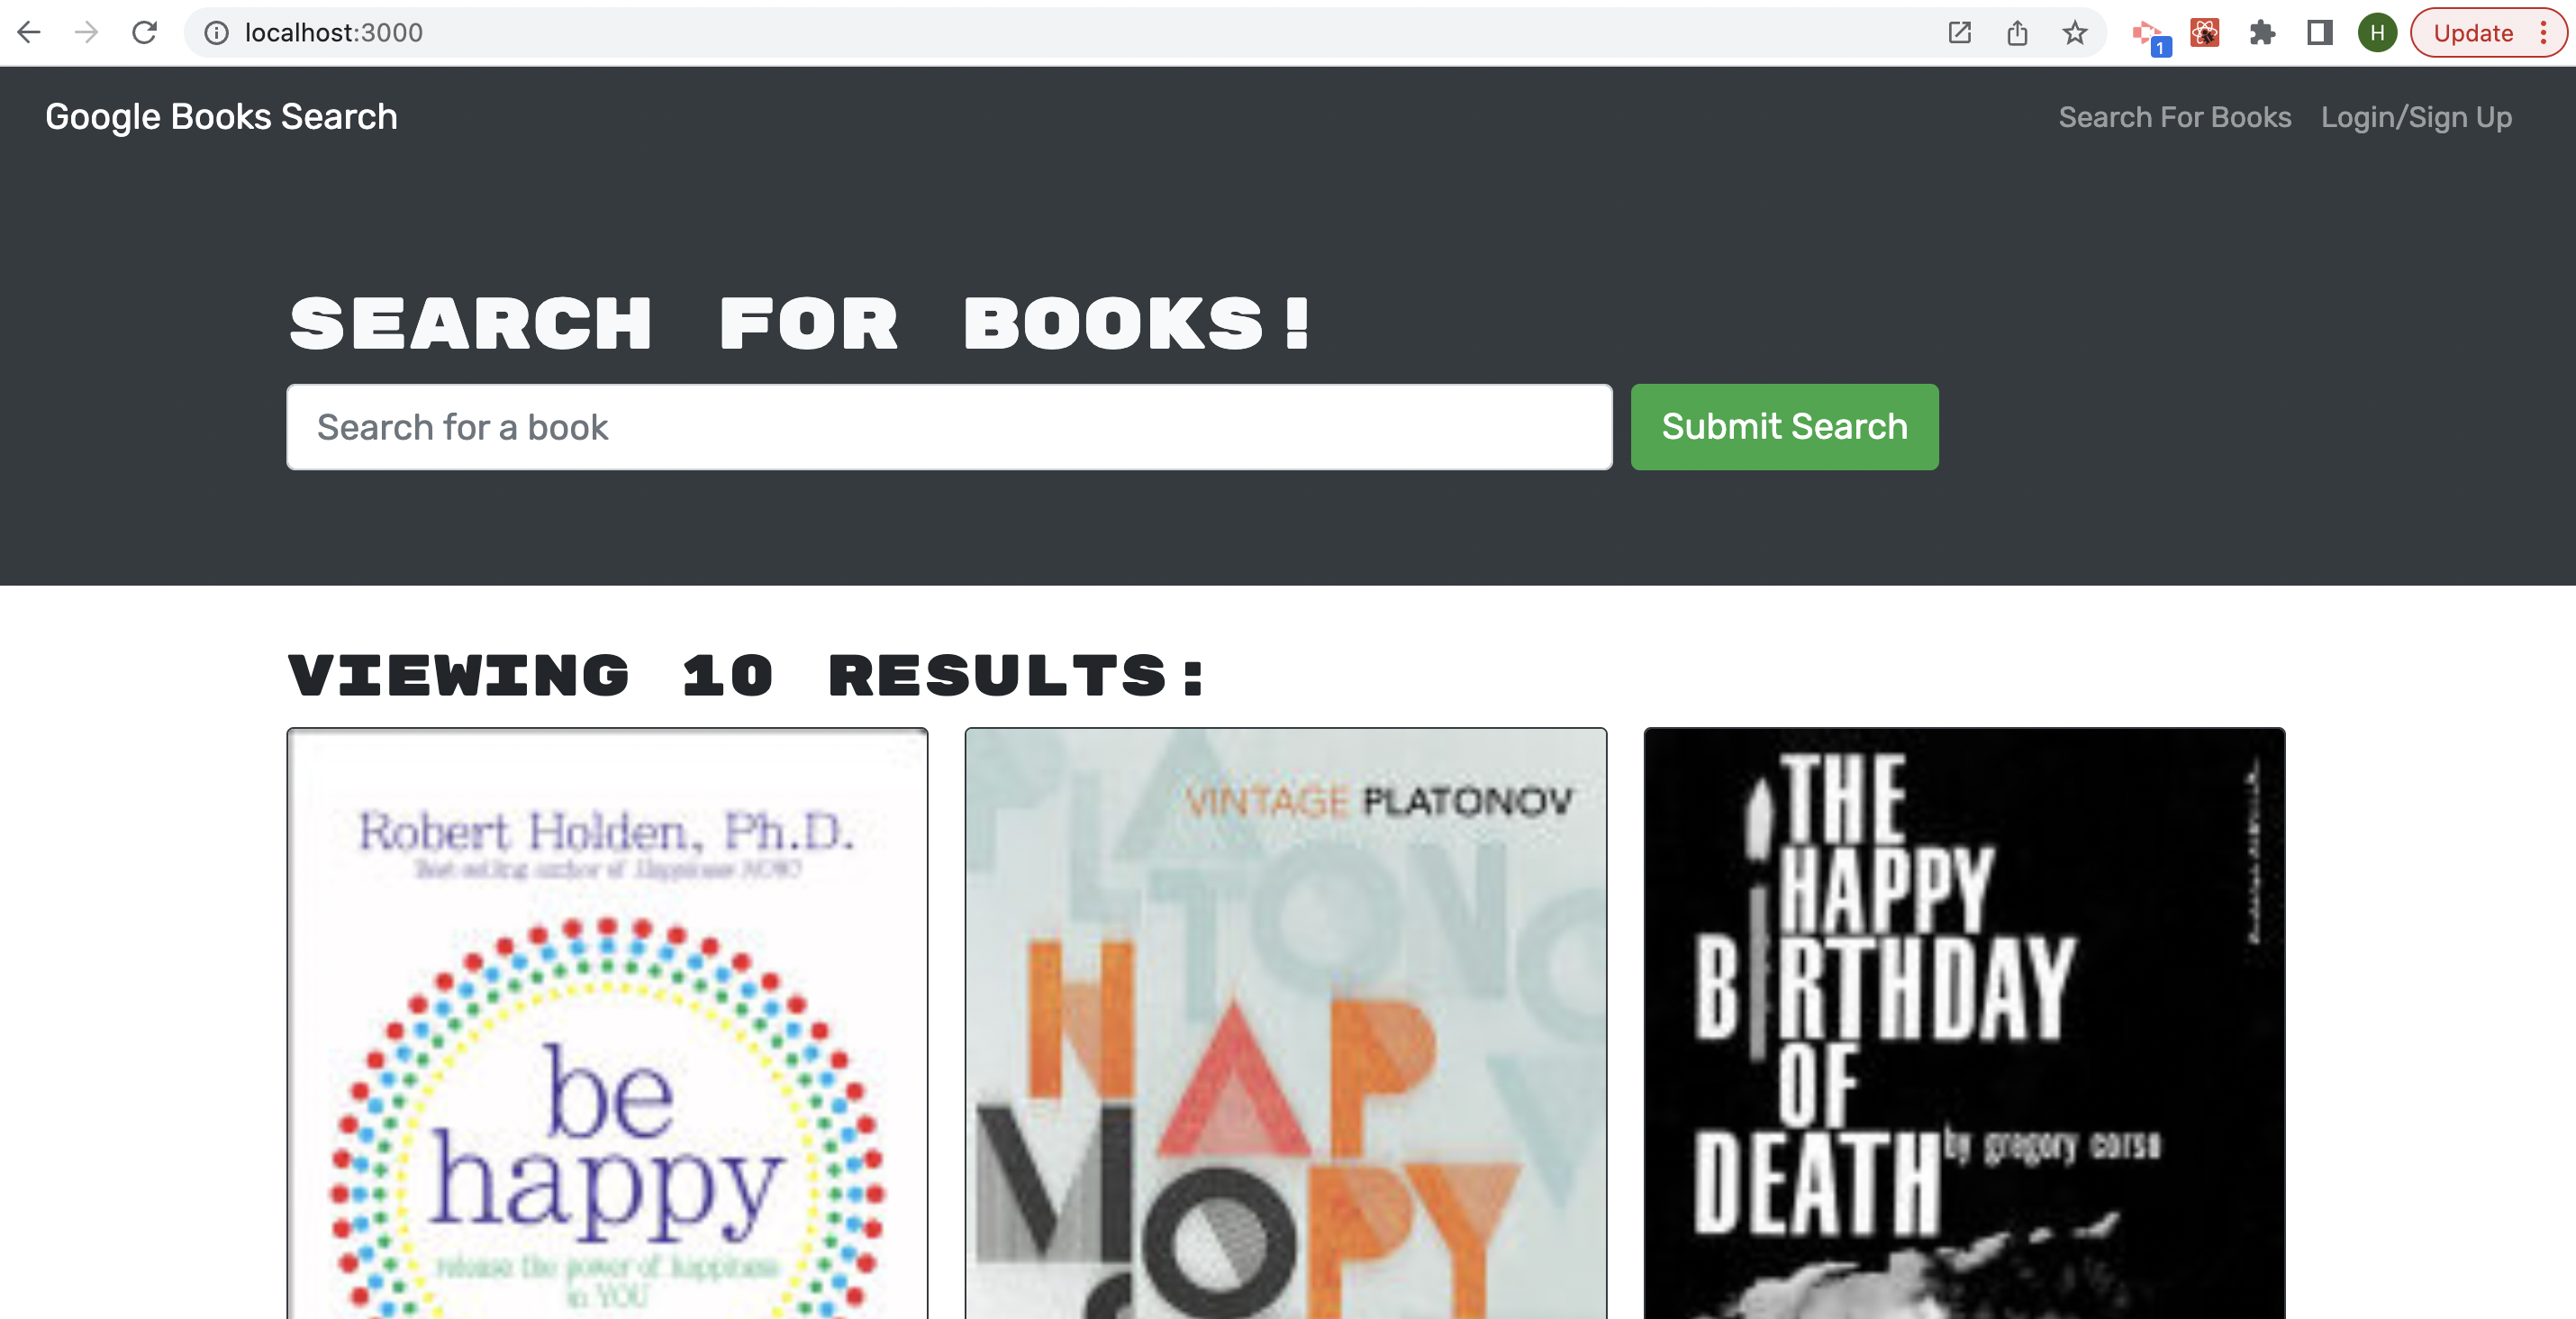 localhost:3000
1
H
Update
Google Books Search
Search For Books
Login/Sign Up
SEARCH FOR BOOKS!
Search for a book
Submit Search
VIEWING 10 RESULTS:
Robert Holden, Ph.D.
Best-selling author of Happiness NOW!
be
happy
release the power of happiness
in YOU
VINTAGE PLATONOV
PLATONOV
HAPPY
MO
THE
HAPPY
BIRTHDAY
OF
DEATH by gregory corso